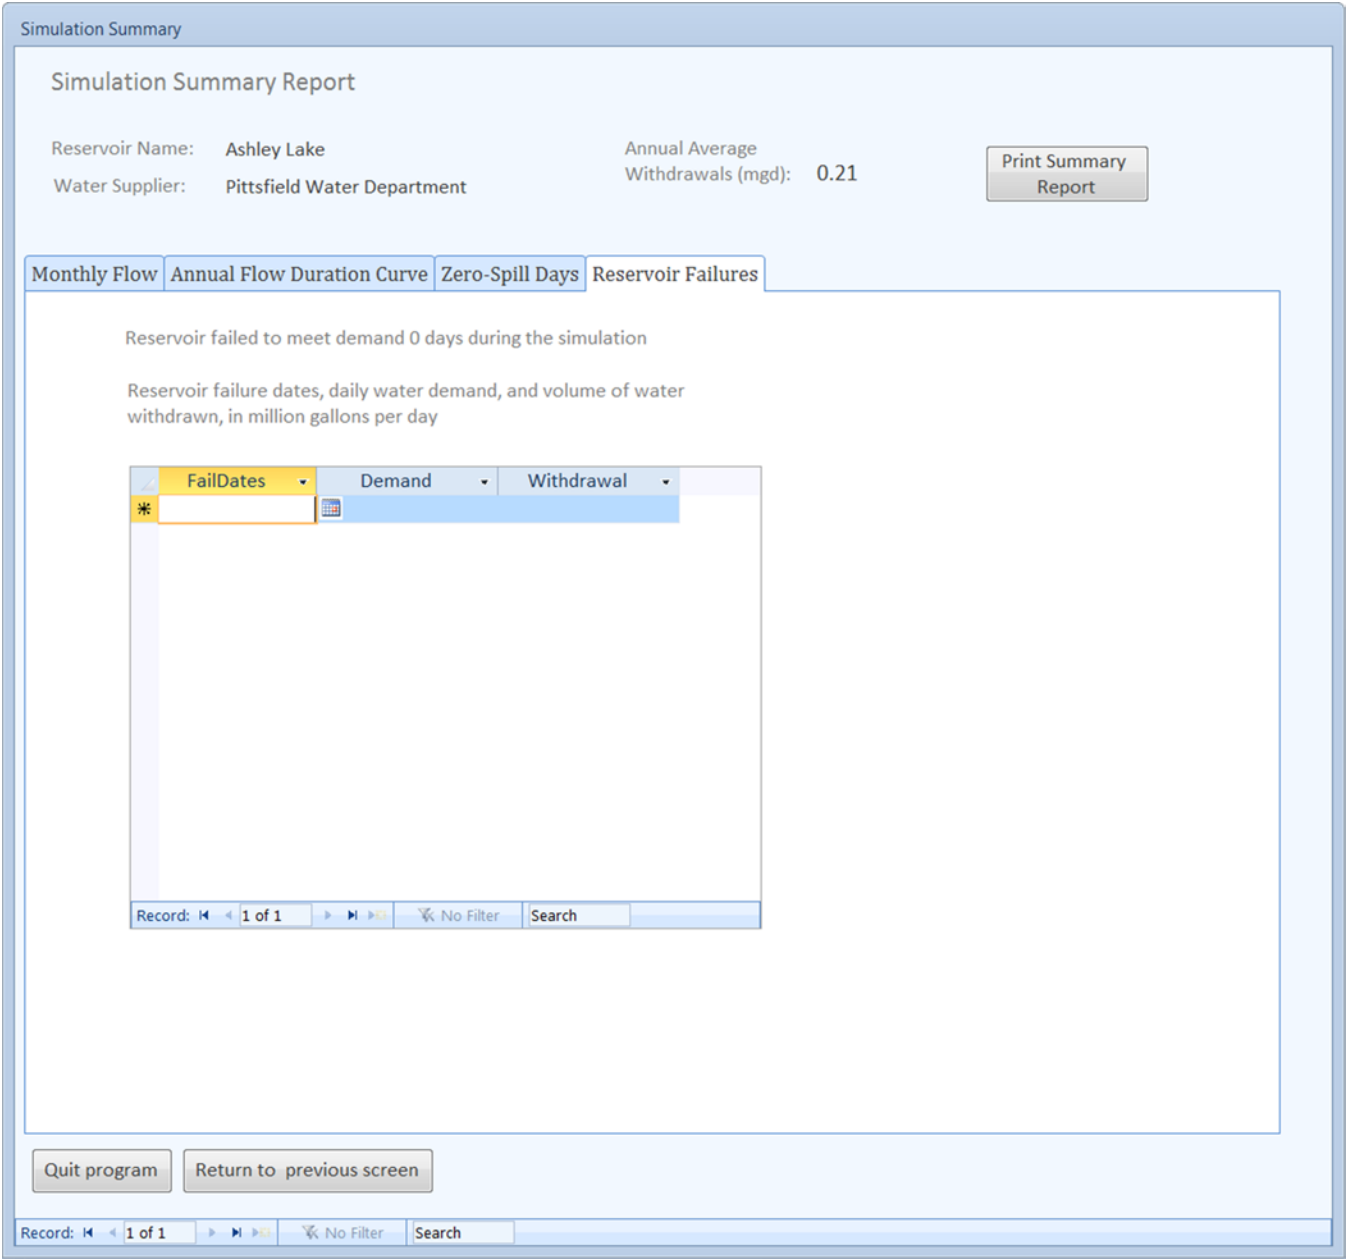 Simulation Summary
Simulation Summary Report
Reservoir Name: Ashley Lake
Water Supplier: Pittsfield Water Department
Annual Average
Withdrawals (mgd): 0.21
Print Summary
Report
Monthly Flow Annual Flow Duration Curve Zero-Spill Days Reservoir Failures
Reservoir failed to meet demand 0 days during the simulation
Reservoir failure dates, daily water demand, and volume of water
withdrawn, in million gallons per day
FailDates Demand Withdrawal
Record: 1 of 1 No Filter Search
Quit program Return to previous screen
Record: 1 of 1 No Filter Search